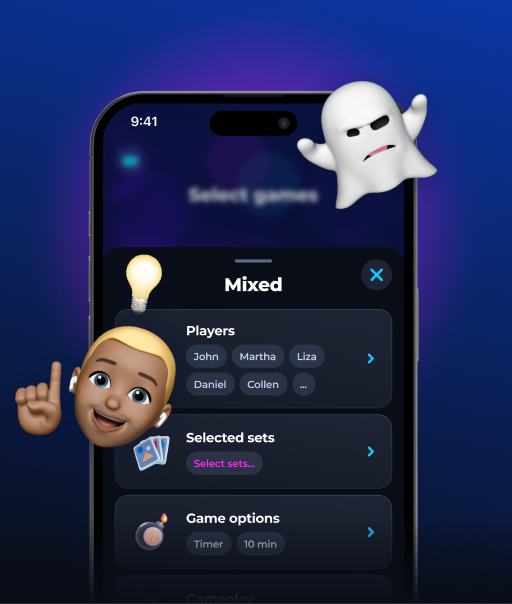 9:41
Select games
Mixed
Players
John Martha Liza
Daniel Collen ...
Selected sets
Select sets...
Game options
Timer 10 min
Gameplay